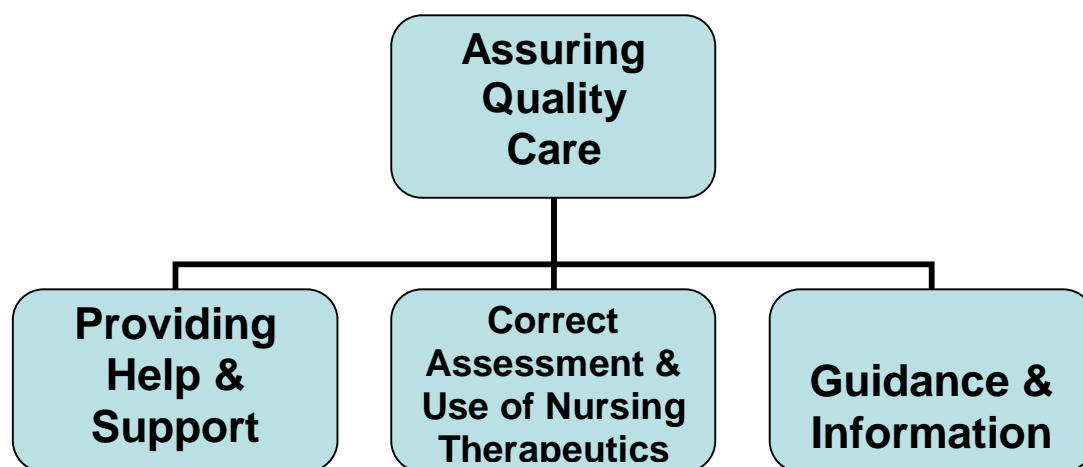 Assuring
Quality
Care
Providing
Help &
Support
Correct
Assessment &
Use of Nursing
Therapeutics
Guidance &
Information